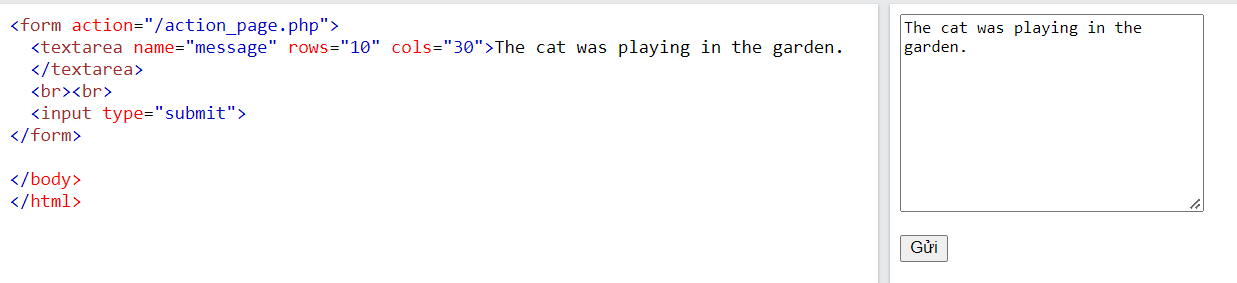 <form action="/action_page.php">
<textarea name="message" rows="10" cols="30">The cat was playing in the garden.
</textarea>
<br><br>
<input type="submit">
</form>
</body>
</html>
The cat was playing in the
garden.
Gửi